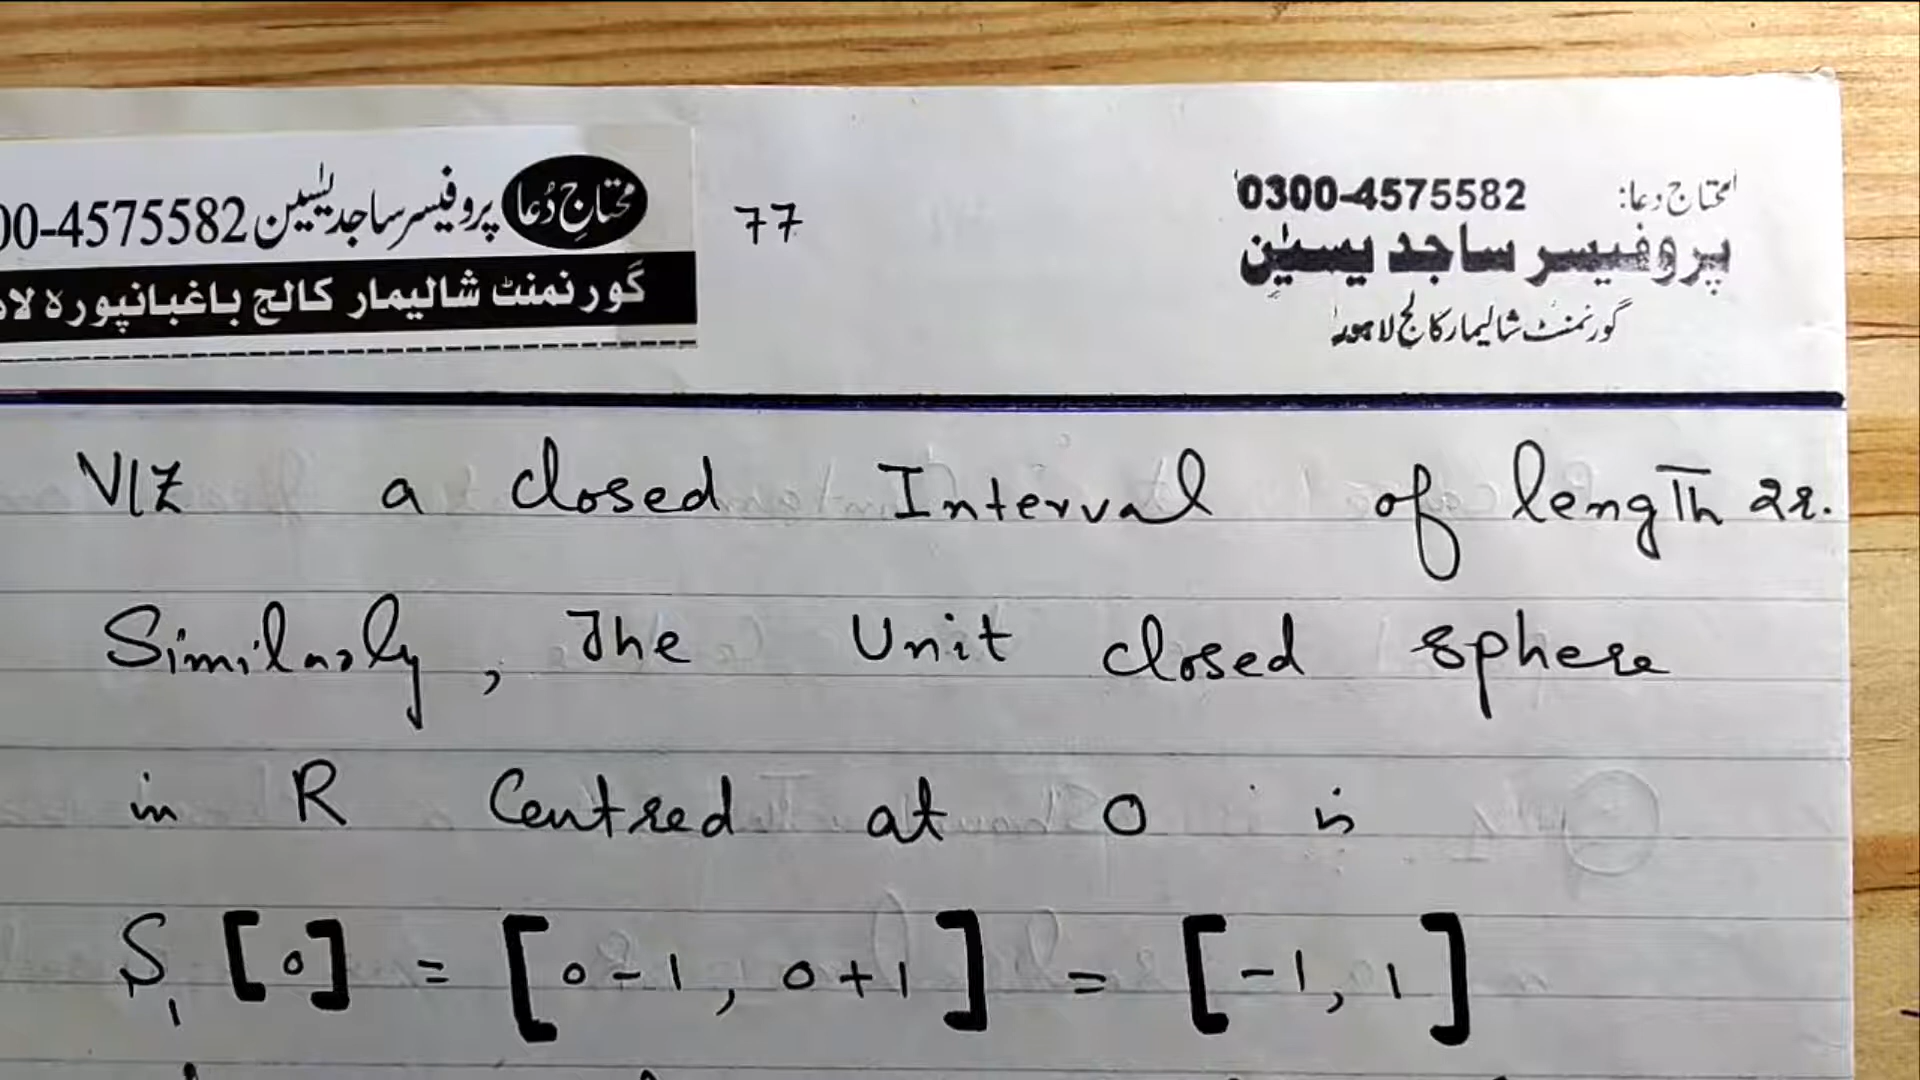 محتاجِ دُعا پروفیسر ساجد یٰسین 00-4575582
گورنمنٹ شالیمار کالج باغبانپورہ لا
77
محتاج دعا: 0300-4575582
پروفیسر ساجد یسیٰن
گورنمنٹ شالیمار کالج لاہور
VIZ a closed Interval of length 2r.
Similarly, The Unit closed sphere
in R Centred at 0 is
S₁ [0] = [0-1, 0+1] = [-1, 1]